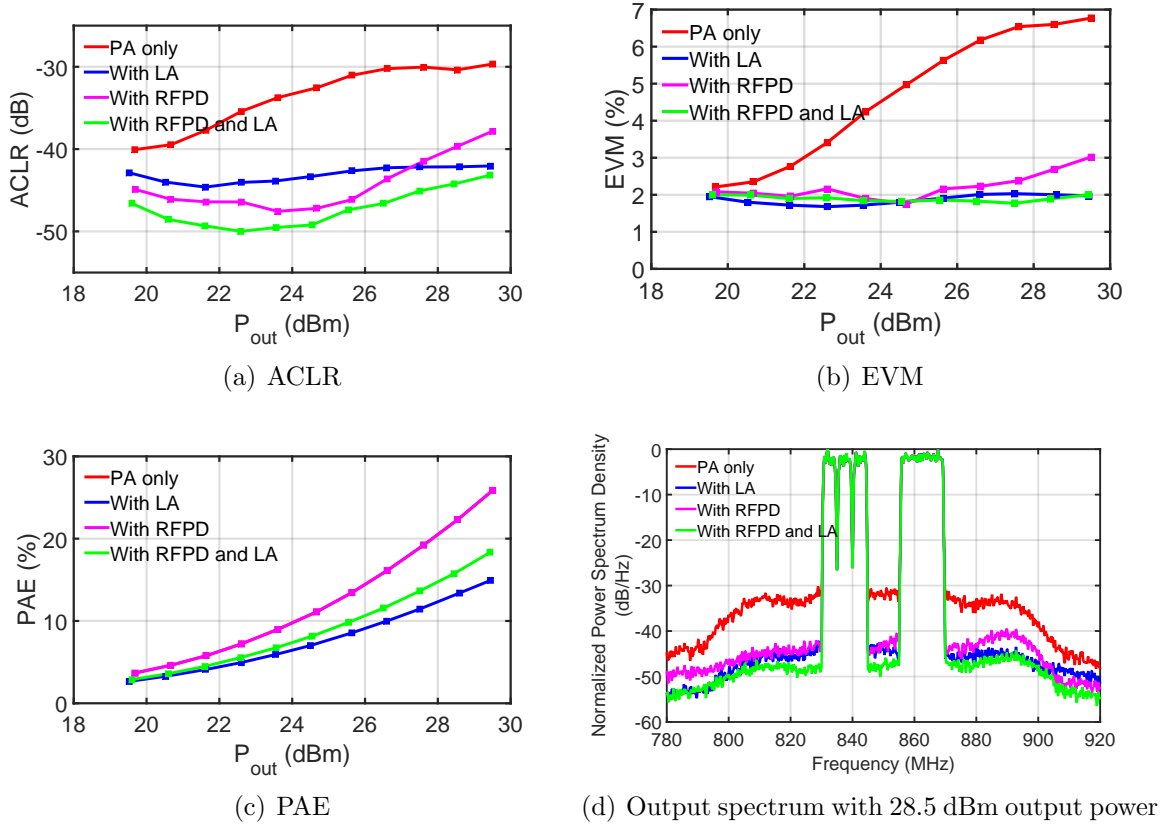 ACLR (dB)
-30
-40
-50
PA only
With LA
With RFPD
With RFPD and LA
18 20 22 24 26 28 30
P_out (dBm)
(a) ACLR
EVM (%)
7
6
5
4
3
2
1
0
PA only
With LA
With RFPD
With RFPD and LA
18 20 22 24 26 28 30
P_out (dBm)
(b) EVM
PAE (%)
30
20
10
0
PA only
With LA
With RFPD
With RFPD and LA
18 20 22 24 26 28 30
P_out (dBm)
(c) PAE
Normalized Power Spectrum Density
(dB/Hz)
0
-10
-20
-30
-40
-50
-60
PA only
With LA
With RFPD
With RFPD and LA
780 800 820 840 860 880 900 920
Frequency (MHz)
(d) Output spectrum with 28.5 dBm output power